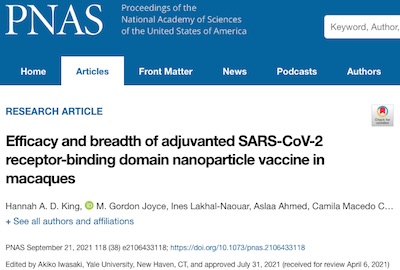 PNAS
Proceedings of the
National Academy of Sciences
of the United States of America
Keyword, Author,
Home Articles Front Matter News Podcasts Authors
RESEARCH ARTICLE
Efficacy and breadth of adjuvanted SARS-CoV-2
receptor-binding domain nanoparticle vaccine in
macaques
Hannah A. D. King, M. Gordon Joyce, Ines Lakhal-Naouar, Aslaa Ahmed, Camila Macedo C…
+ See all authors and affiliations
PNAS September 21, 2021 118 (38) e2106433118; https://doi.org/10.1073/pnas.2106433118
Edited by Akiko Iwasaki, Yale University, New Haven, CT, and approved July 31, 2021 (received for review April 6, 2021)